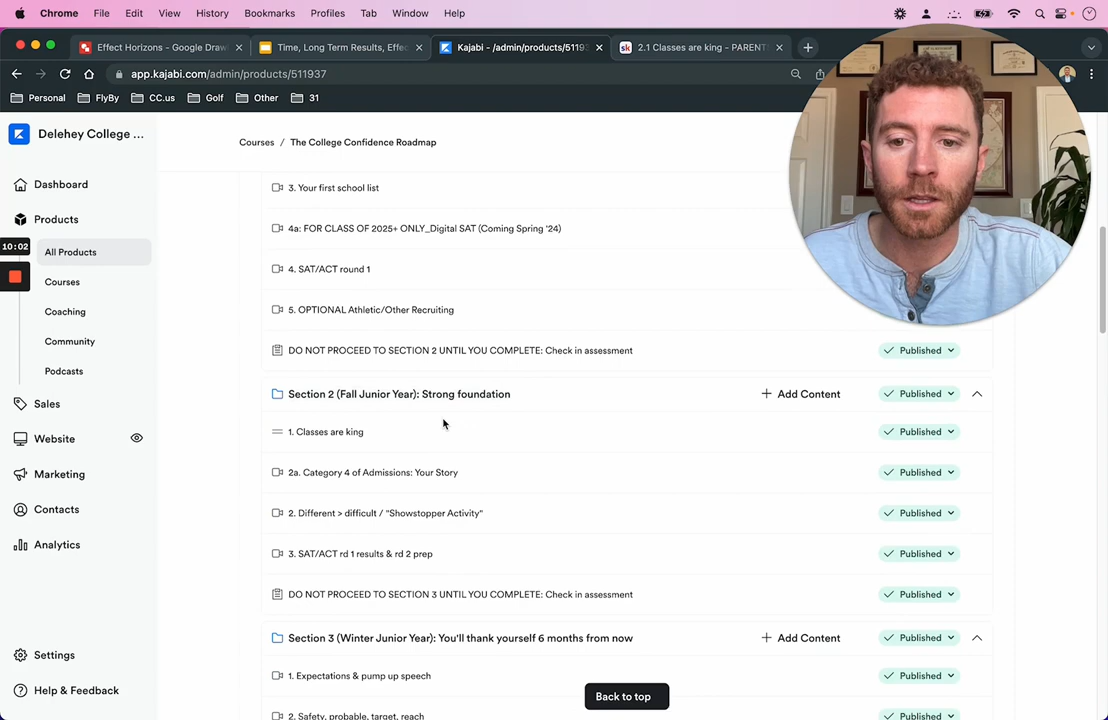 Chrome File Edit View History Bookmarks Profiles Tab Window Help
Effect Horizons - Google Draw
Time, Long Term Results, Effe
Kajabi - /admin/products/51193
2.1 Classes are king - PARENT
app.kajabi.com/admin/products/511937
Personal FlyBy CC.us Golf Other 31
Delehey College ...
Courses / The College Confidence Roadmap
Dashboard
Products
All Products
Courses
Coaching
Community
Podcasts
Sales
Website
Marketing
Contacts
Analytics
Settings
Help & Feedback
10:02
3. Your first school list
4a: FOR CLASS OF 2025+ ONLY_Digital SAT (Coming Spring '24)
4. SAT/ACT round 1
5. OPTIONAL Athletic/Other Recruiting
DO NOT PROCEED TO SECTION 2 UNTIL YOU COMPLETE: Check in assessment Published
Section 2 (Fall Junior Year): Strong foundation + Add Content Published
1. Classes are king Published
2a. Category 4 of Admissions: Your Story Published
2. Different > difficult / "Showstopper Activity" Published
3. SAT/ACT rd 1 results & rd 2 prep Published
DO NOT PROCEED TO SECTION 3 UNTIL YOU COMPLETE: Check in assessment Published
Section 3 (Winter Junior Year): You'll thank yourself 6 months from now + Add Content Published
1. Expectations & pump up speech Published
2. Safety, probable, target, reach Published
Back to top